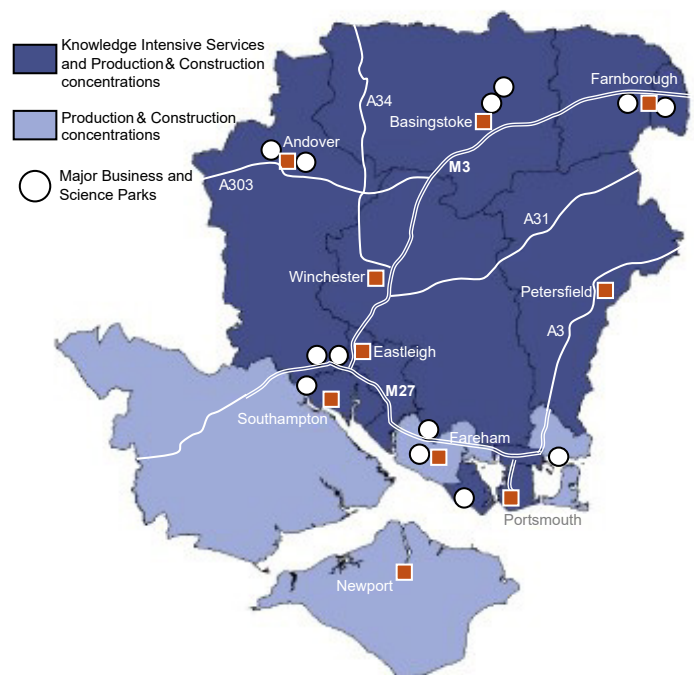 Knowledge Intensive Services
and Production & Construction
concentrations
Production & Construction
concentrations
Major Business and
Science Parks
Farnborough
A34
Basingstoke
Andover
M3
A303
A31
Winchester
Petersfield
A3
Eastleigh
M27
Southampton
Fareham
Portsmouth
Newport